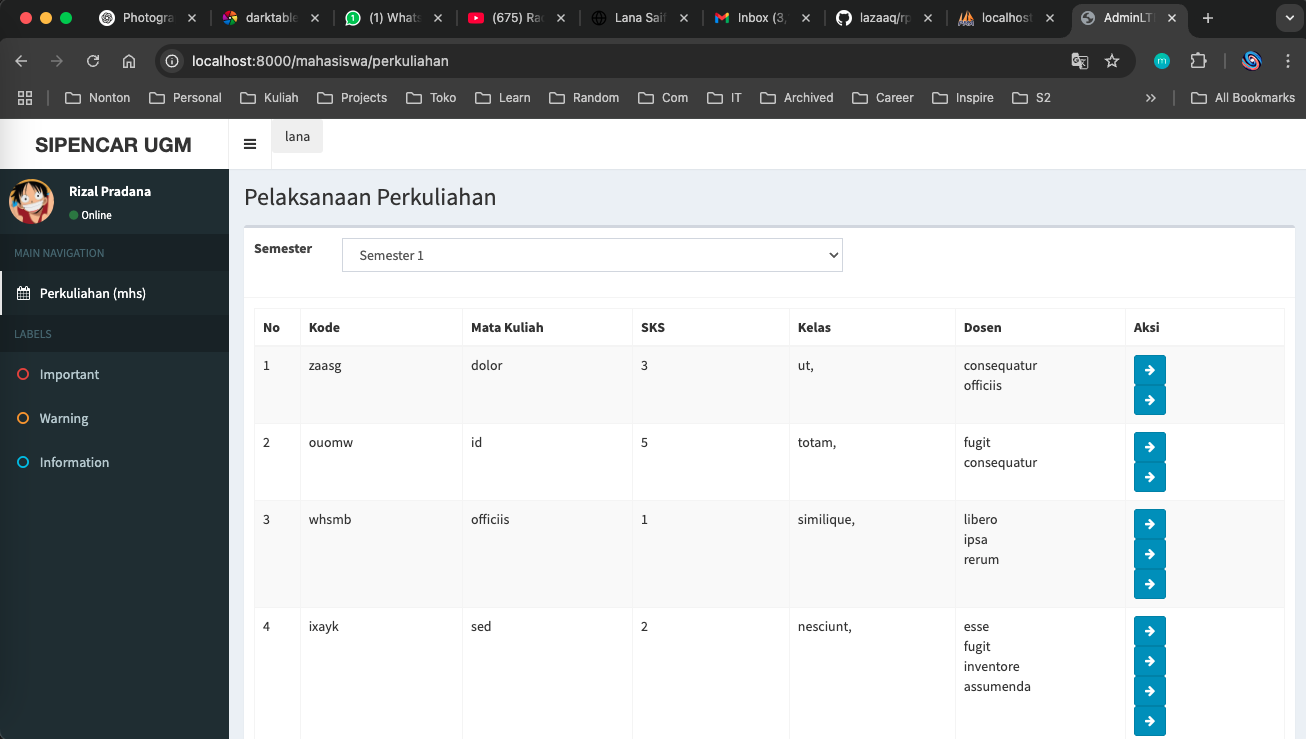 Photogra
darktable
(1) Whats
(675) Rac
Lana Saif
Inbox (3,
lazaaq/rp
localhost
AdminLT
localhost:8000/mahasiswa/perkuliahan
Nonton Personal Kuliah Projects Toko Learn Random Com IT Archived Career Inspire S2 All Bookmarks
SIPENCAR UGM
lana
Rizal Pradana
Online
MAIN NAVIGATION
Perkuliahan (mhs)
LABELS
Important
Warning
Information
Pelaksanaan Perkuliahan
Semester Semester 1
No Kode Mata Kuliah SKS Kelas Dosen Aksi
1 zaasg dolor 3 ut, consequatur
officiis
2 ouomw id 5 totam, fugit
consequatur
3 whsmb officiis 1 similique, libero
ipsa
rerum
4 ixayk sed 2 nesciunt, esse
fugit
inventore
assumenda